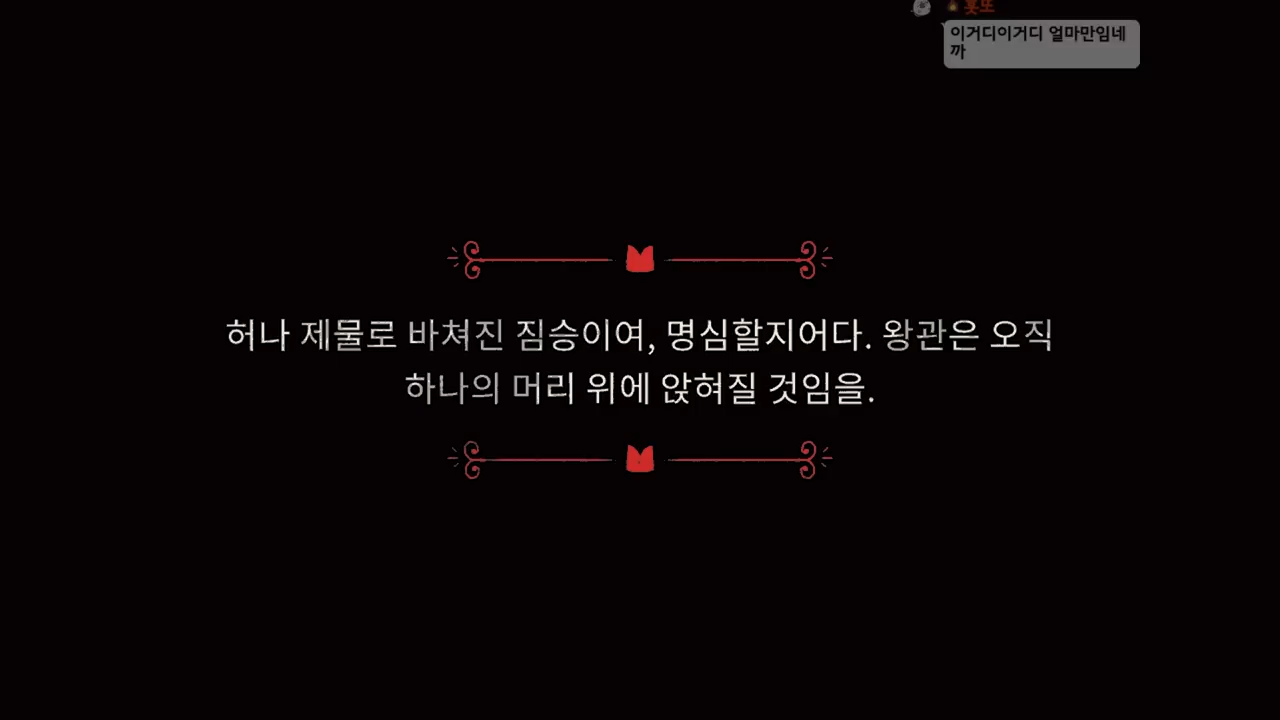 이거디이거디 얼마만임네
까
허나 제물로 바쳐진 짐승이여, 명심할지어다. 왕관은 오직
하나의 머리 위에 앉혀질 것임을.